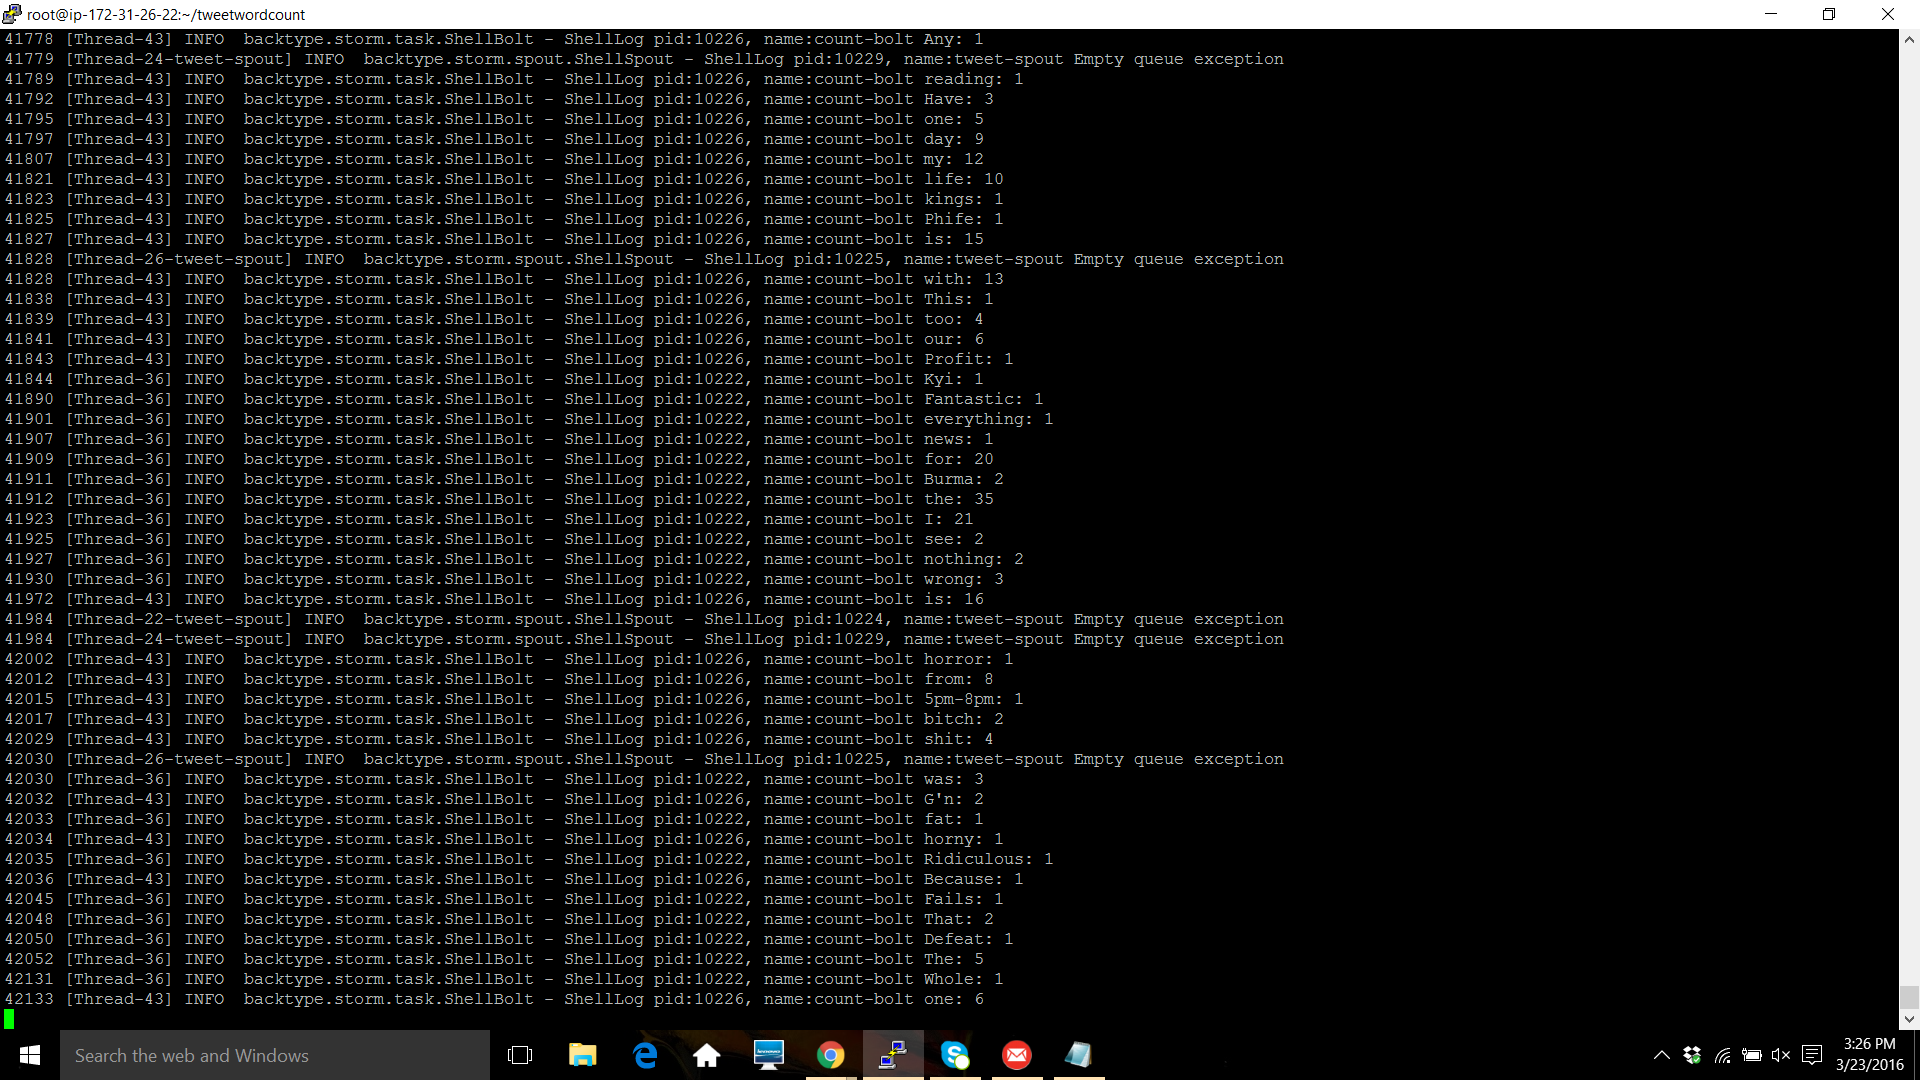 root@ip-172-31-26-22:~/tweetwordcount
41778 [Thread-43] INFO  backtype.storm.task.ShellBolt - ShellLog pid:10226, name:count-bolt Any: 1
41779 [Thread-24-tweet-spout] INFO  backtype.storm.spout.ShellSpout - ShellLog pid:10229, name:tweet-spout Empty queue exception
41789 [Thread-43] INFO  backtype.storm.task.ShellBolt - ShellLog pid:10226, name:count-bolt reading: 1
41792 [Thread-43] INFO  backtype.storm.task.ShellBolt - ShellLog pid:10226, name:count-bolt Have: 3
41795 [Thread-43] INFO  backtype.storm.task.ShellBolt - ShellLog pid:10226, name:count-bolt one: 5
41797 [Thread-43] INFO  backtype.storm.task.ShellBolt - ShellLog pid:10226, name:count-bolt day: 9
41807 [Thread-43] INFO  backtype.storm.task.ShellBolt - ShellLog pid:10226, name:count-bolt my: 12
41821 [Thread-43] INFO  backtype.storm.task.ShellBolt - ShellLog pid:10226, name:count-bolt life: 10
41823 [Thread-43] INFO  backtype.storm.task.ShellBolt - ShellLog pid:10226, name:count-bolt kings: 1
41825 [Thread-43] INFO  backtype.storm.task.ShellBolt - ShellLog pid:10226, name:count-bolt Phife: 1
41827 [Thread-43] INFO  backtype.storm.task.ShellBolt - ShellLog pid:10226, name:count-bolt is: 15
41828 [Thread-26-tweet-spout] INFO  backtype.storm.spout.ShellSpout - ShellLog pid:10225, name:tweet-spout Empty queue exception
41828 [Thread-43] INFO  backtype.storm.task.ShellBolt - ShellLog pid:10226, name:count-bolt with: 13
41838 [Thread-43] INFO  backtype.storm.task.ShellBolt - ShellLog pid:10226, name:count-bolt This: 1
41839 [Thread-43] INFO  backtype.storm.task.ShellBolt - ShellLog pid:10226, name:count-bolt too: 4
41841 [Thread-43] INFO  backtype.storm.task.ShellBolt - ShellLog pid:10226, name:count-bolt our: 6
41843 [Thread-43] INFO  backtype.storm.task.ShellBolt - ShellLog pid:10226, name:count-bolt Profit: 1
41844 [Thread-36] INFO  backtype.storm.task.ShellBolt - ShellLog pid:10222, name:count-bolt Kyi: 1
41890 [Thread-36] INFO  backtype.storm.task.ShellBolt - ShellLog pid:10222, name:count-bolt Fantastic: 1
41901 [Thread-36] INFO  backtype.storm.task.ShellBolt - ShellLog pid:10222, name:count-bolt everything: 1
41907 [Thread-36] INFO  backtype.storm.task.ShellBolt - ShellLog pid:10222, name:count-bolt news: 1
41909 [Thread-36] INFO  backtype.storm.task.ShellBolt - ShellLog pid:10222, name:count-bolt for: 20
41911 [Thread-36] INFO  backtype.storm.task.ShellBolt - ShellLog pid:10222, name:count-bolt Burma: 2
41912 [Thread-36] INFO  backtype.storm.task.ShellBolt - ShellLog pid:10222, name:count-bolt the: 35
41923 [Thread-36] INFO  backtype.storm.task.ShellBolt - ShellLog pid:10222, name:count-bolt I: 21
41925 [Thread-36] INFO  backtype.storm.task.ShellBolt - ShellLog pid:10222, name:count-bolt see: 2
41927 [Thread-36] INFO  backtype.storm.task.ShellBolt - ShellLog pid:10222, name:count-bolt nothing: 2
41930 [Thread-36] INFO  backtype.storm.task.ShellBolt - ShellLog pid:10222, name:count-bolt wrong: 3
41972 [Thread-43] INFO  backtype.storm.task.ShellBolt - ShellLog pid:10226, name:count-bolt is: 16
41984 [Thread-22-tweet-spout] INFO  backtype.storm.spout.ShellSpout - ShellLog pid:10224, name:tweet-spout Empty queue exception
41984 [Thread-24-tweet-spout] INFO  backtype.storm.spout.ShellSpout - ShellLog pid:10229, name:tweet-spout Empty queue exception
42002 [Thread-43] INFO  backtype.storm.task.ShellBolt - ShellLog pid:10226, name:count-bolt horror: 1
42012 [Thread-43] INFO  backtype.storm.task.ShellBolt - ShellLog pid:10226, name:count-bolt from: 8
42015 [Thread-43] INFO  backtype.storm.task.ShellBolt - ShellLog pid:10226, name:count-bolt 5pm-8pm: 1
42017 [Thread-43] INFO  backtype.storm.task.ShellBolt - ShellLog pid:10226, name:count-bolt bitch: 2
42029 [Thread-43] INFO  backtype.storm.task.ShellBolt - ShellLog pid:10226, name:count-bolt shit: 4
42030 [Thread-26-tweet-spout] INFO  backtype.storm.spout.ShellSpout - ShellLog pid:10225, name:tweet-spout Empty queue exception
42030 [Thread-36] INFO  backtype.storm.task.ShellBolt - ShellLog pid:10222, name:count-bolt was: 3
42032 [Thread-43] INFO  backtype.storm.task.ShellBolt - ShellLog pid:10226, name:count-bolt G'n: 2
42033 [Thread-36] INFO  backtype.storm.task.ShellBolt - ShellLog pid:10222, name:count-bolt fat: 1
42034 [Thread-43] INFO  backtype.storm.task.ShellBolt - ShellLog pid:10226, name:count-bolt horny: 1
42035 [Thread-36] INFO  backtype.storm.task.ShellBolt - ShellLog pid:10222, name:count-bolt Ridiculous: 1
42036 [Thread-43] INFO  backtype.storm.task.ShellBolt - ShellLog pid:10226, name:count-bolt Because: 1
42045 [Thread-36] INFO  backtype.storm.task.ShellBolt - ShellLog pid:10222, name:count-bolt Fails: 1
42048 [Thread-36] INFO  backtype.storm.task.ShellBolt - ShellLog pid:10222, name:count-bolt That: 2
42050 [Thread-36] INFO  backtype.storm.task.ShellBolt - ShellLog pid:10222, name:count-bolt Defeat: 1
42052 [Thread-36] INFO  backtype.storm.task.ShellBolt - ShellLog pid:10222, name:count-bolt The: 5
42131 [Thread-36] INFO  backtype.storm.task.ShellBolt - ShellLog pid:10222, name:count-bolt Whole: 1
42133 [Thread-43] INFO  backtype.storm.task.ShellBolt - ShellLog pid:10226, name:count-bolt one: 6
Search the web and Windows
3:26 PM
3/23/2016